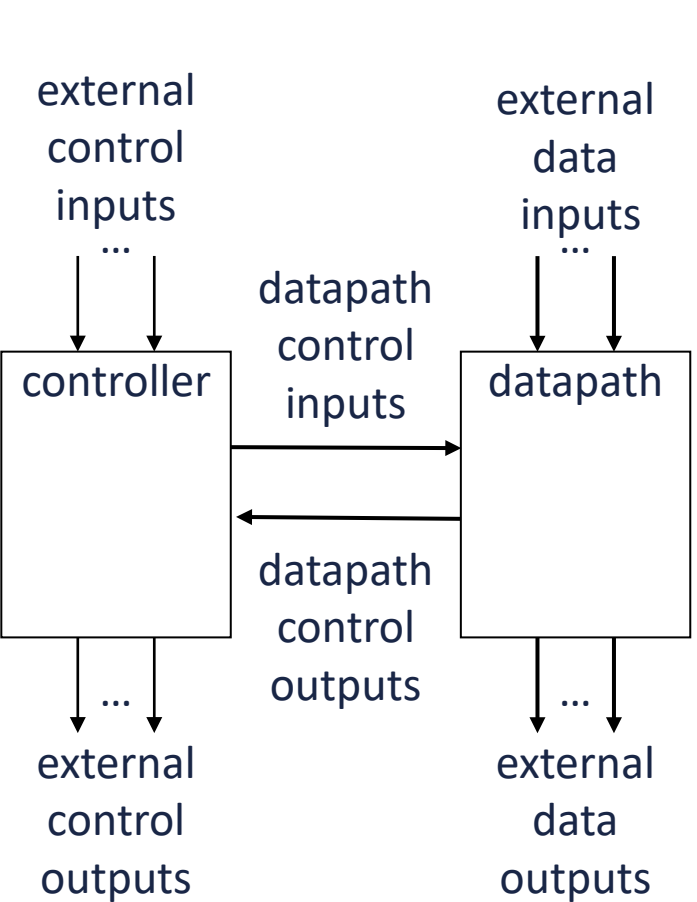 external
control
inputs
...
external
data
inputs
...
datapath
control
inputs
controller
datapath
datapath
control
outputs
...
...
external
control
outputs
external
data
outputs